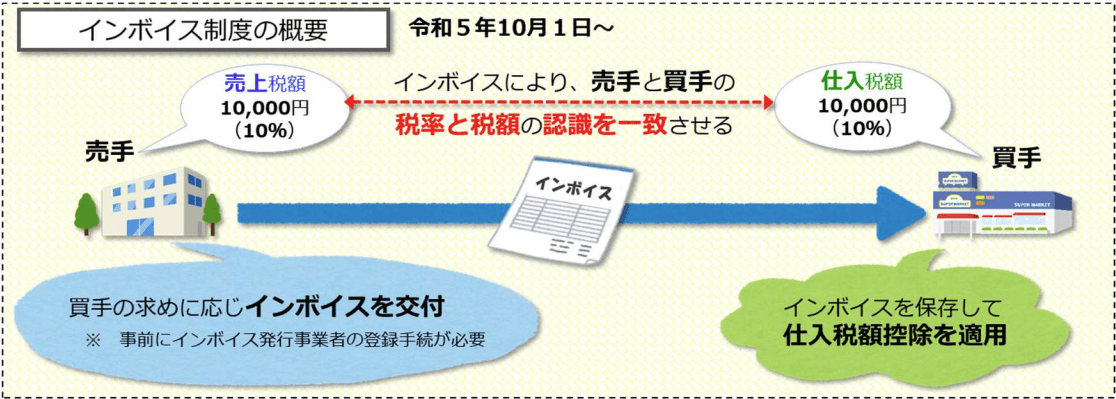 インボイス制度の概要
令和５年10月１日～
売上税額
10,000円
（10%）
インボイスにより、売手と買手の
税率と税額の認識を一致させる
仕入税額
10,000円
（10%）
売手
買手
インボイス
SUPER MARKET
SUPER MARKET
買手の求めに応じインボイスを交付
※　事前にインボイス発行事業者の登録手続が必要
インボイスを保存して
仕入税額控除を適用